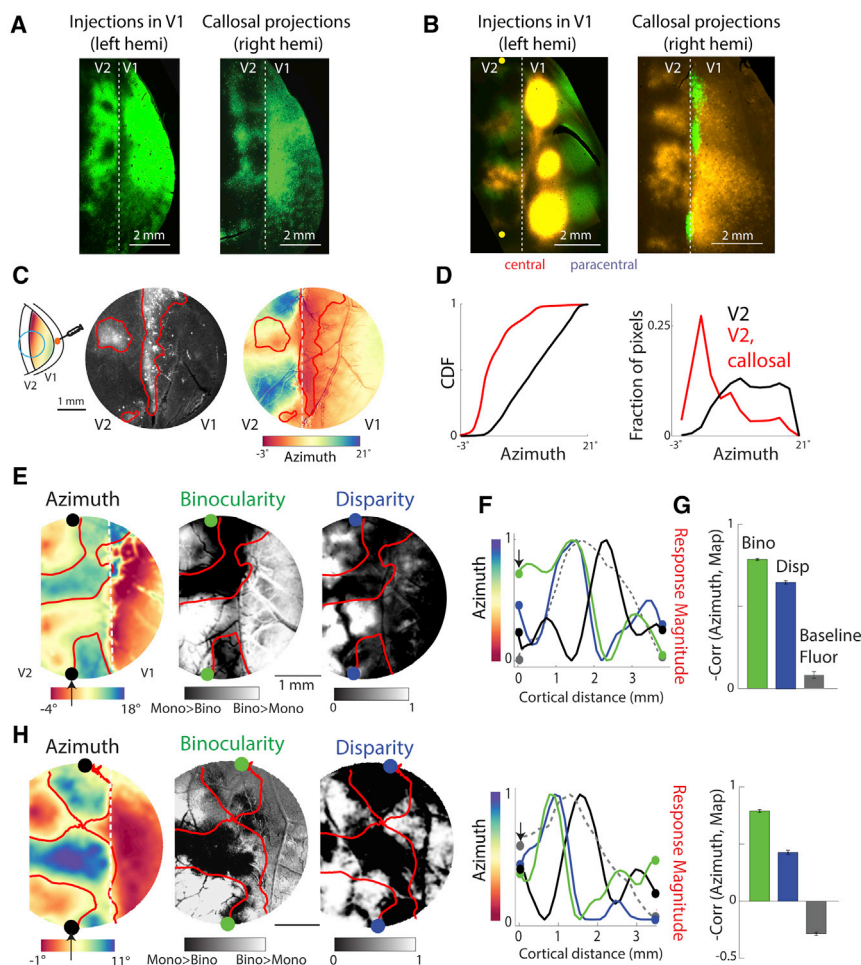 A
Injections in V1
(left hemi)
Callosal projections
(right hemi)
V2
V1
V2
V1
2 mm
2 mm
B
Injections in V1
(left hemi)
Callosal projections
(right hemi)
V2
V1
V2
V1
2 mm
2 mm
central
paracentral
C
V2
V1
1 mm
V2
V1
V2
V1
-3°
Azimuth
21°
D
1
CDF
0
-3°
Azimuth
21°
0.25
Fraction of pixels
0
-3°
Azimuth
21°
V2
V2,
callosal
E
Azimuth
Binocularity
Disparity
V2
V1
-4°
18°
Mono>Bino
Bino>Mono
1 mm
0
1
F
1
0
Azimuth
Response Magnitude
0
1
2
3
Cortical distance (mm)
G
1
0
-Corr (Azimuth, Map)
Bino
Disp
Baseline
Fluor
H
Azimuth
Binocularity
Disparity
-1°
11°
Mono>Bino
Bino>Mono
0
1
1
0
Azimuth
Response Magnitude
0
1
2
3
Cortical distance (mm)
1
0
-0.5
-Corr (Azimuth, Map)